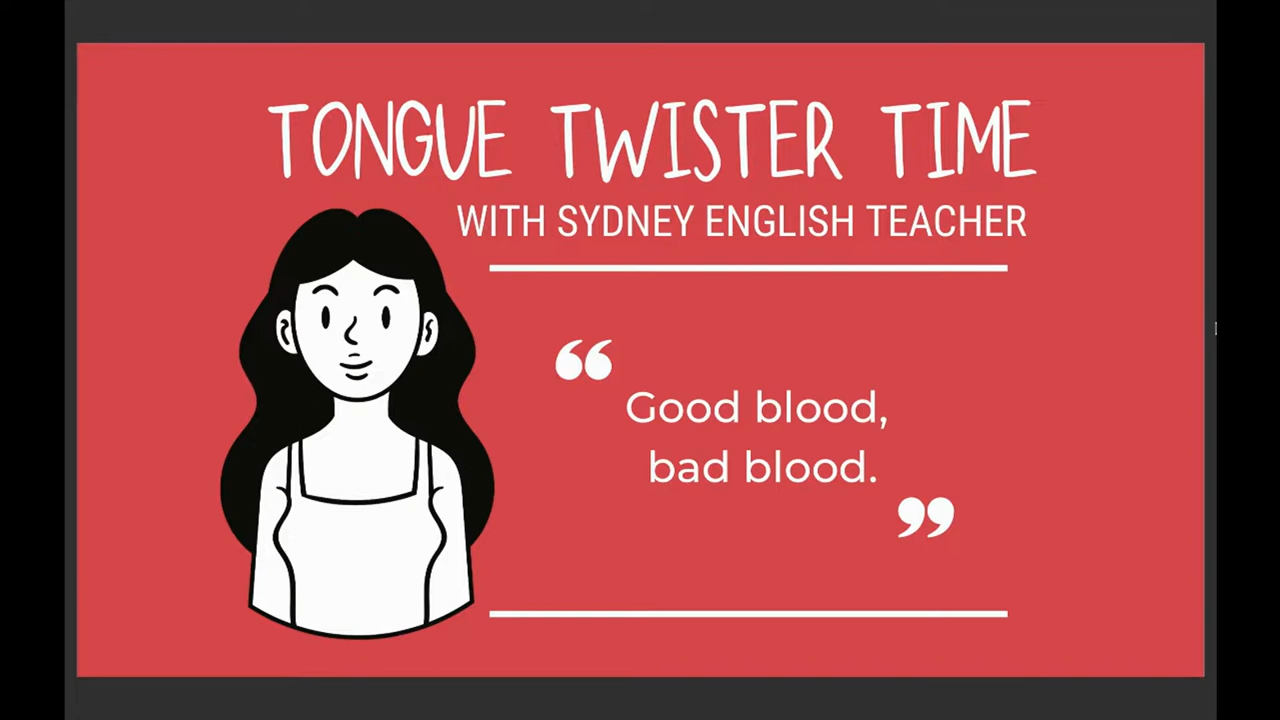 TONGUE TWISTER TIME
WITH SYDNEY ENGLISH TEACHER
“Good blood,
bad blood.”